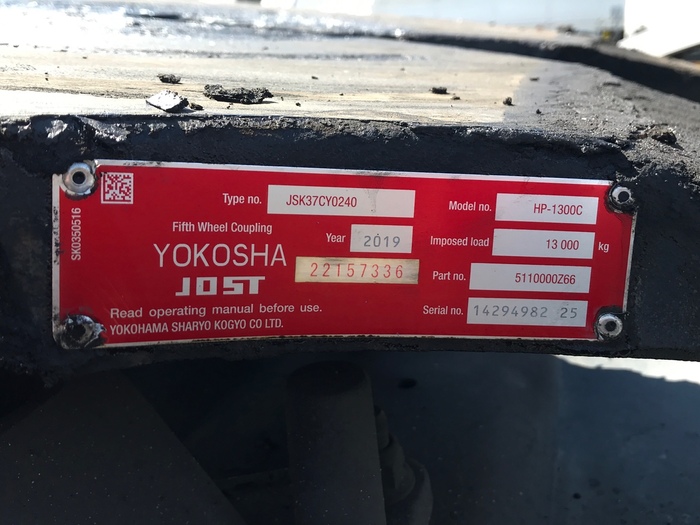 SK0350516
Type no. JSK37CY0240
Model no. HP-1300C
Fifth Wheel Coupling
Year 2019
Imposed load 13 000 kg
YOKOSHA
22157336
Part no. 5110000Z66
JOST
Serial no. 14294982 25
Read operating manual before use.
YOKOHAMA SHARYO KOGYO CO LTD.